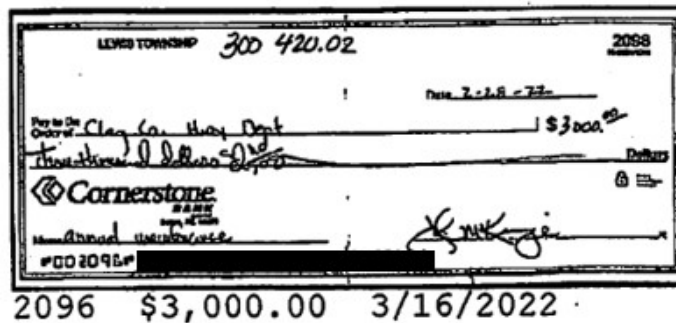 LEWIS TOWNSHIP 300 420.02 2098
Date 2-28-22
Pay to the
Order of Clay Co. Hwy Dept $3000.00
three thousand dollars Dollars
Cornerstone
BANK
annual
⑈002098⑈
2096 $3,000.00 3/16/2022